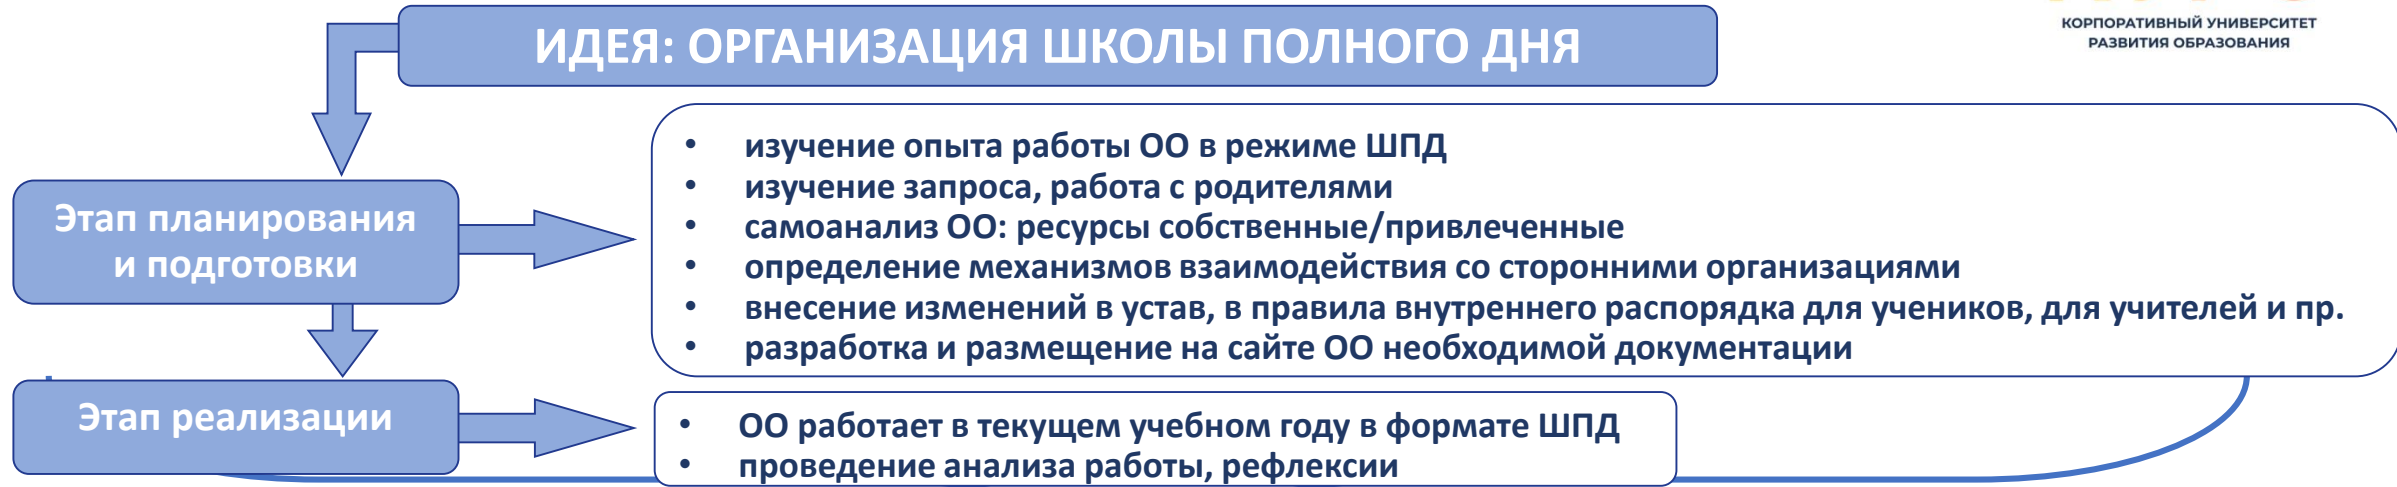 КОРПОРАТИВНЫЙ УНИВЕРСИТЕТ
РАЗВИТИЯ ОБРАЗОВАНИЯ
ИДЕЯ: ОРГАНИЗАЦИЯ ШКОЛЫ ПОЛНОГО ДНЯ
Этап планирования
и подготовки
• изучение опыта работы ОО в режиме ШПД
• изучение запроса, работа с родителями
• самоанализ ОО: ресурсы собственные/привлеченные
• определение механизмов взаимодействия со сторонними организациями
• внесение изменений в устав, в правила внутреннего распорядка для учеников, для учителей и пр.
• разработка и размещение на сайте ОО необходимой документации
Этап реализации
• ОО работает в текущем учебном году в формате ШПД
• проведение анализа работы, рефлексии